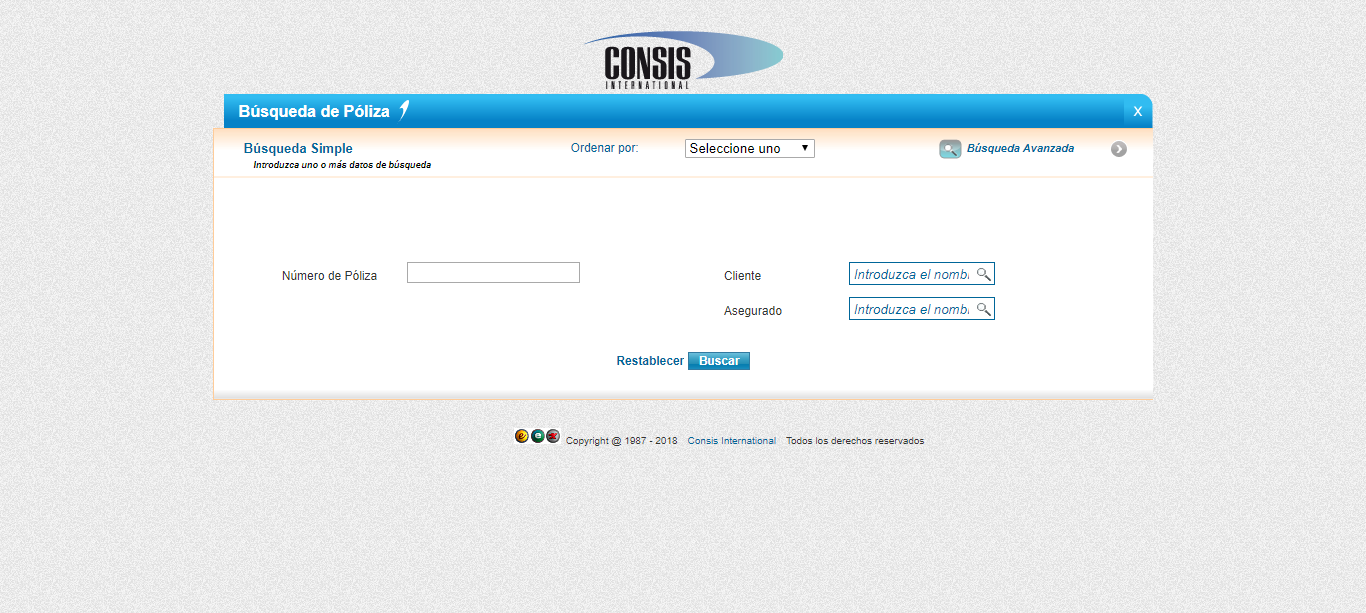 CONSIS
INTERNATIONAL
Búsqueda de Póliza
X
Búsqueda Simple
Introduzca uno o más datos de búsqueda
Ordenar por:
Seleccione uno
Búsqueda Avanzada
Número de Póliza
Cliente
Introduzca el nomb
Asegurado
Introduzca el nomb
Restablecer
Buscar
Copyright @ 1987 - 2018 Consis International Todos los derechos reservados